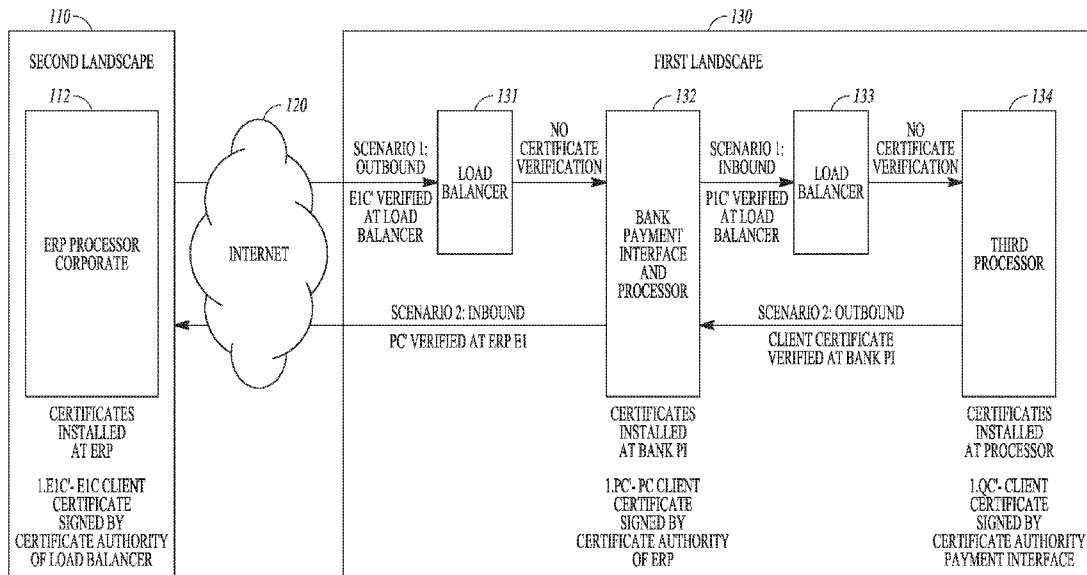 110
130
SECOND LANDSCAPE
FIRST LANDSCAPE
112
120
131
132
133
134
ERP PROCESSOR
CORPORATE
INTERNET
SCENARIO 1:
OUTBOUND
E1C' VERIFIED
AT LOAD
BALANCER
LOAD
BALANCER
NO
CERTIFICATE
VERIFICATION
BANK
PAYMENT
INTERFACE
AND
PROCESSOR
SCENARIO 1:
INBOUND
P1C' VERIFIED
AT LOAD
BALANCER
LOAD
BALANCER
NO
CERTIFICATE
VERIFICATION
THIRD
PROCESSOR
SCENARIO 2: INBOUND
PC' VERIFIED AT ERP E1
SCENARIO 2: OUTBOUND
CLIENT CERTIFICATE
VERIFIED AT BANK PI
CERTIFICATES
INSTALLED
AT ERP
1.E1C'- E1C CLIENT
CERTIFICATE
SIGNED BY
CERTIFICATE AUTHORITY
OF LOAD BALANCER
CERTIFICATES
INSTALLED
AT BANK PI
1.PC'- PC CLIENT
CERTIFICATE
SIGNED BY
CERTIFICATE AUTHORITY
OF ERP
CERTIFICATES
INSTALLED
AT PROCESSOR
1.QC'- CLIENT
CERTIFICATE
SIGNED BY
CERTIFICATE AUTHORITY
PAYMENT INTERFACE